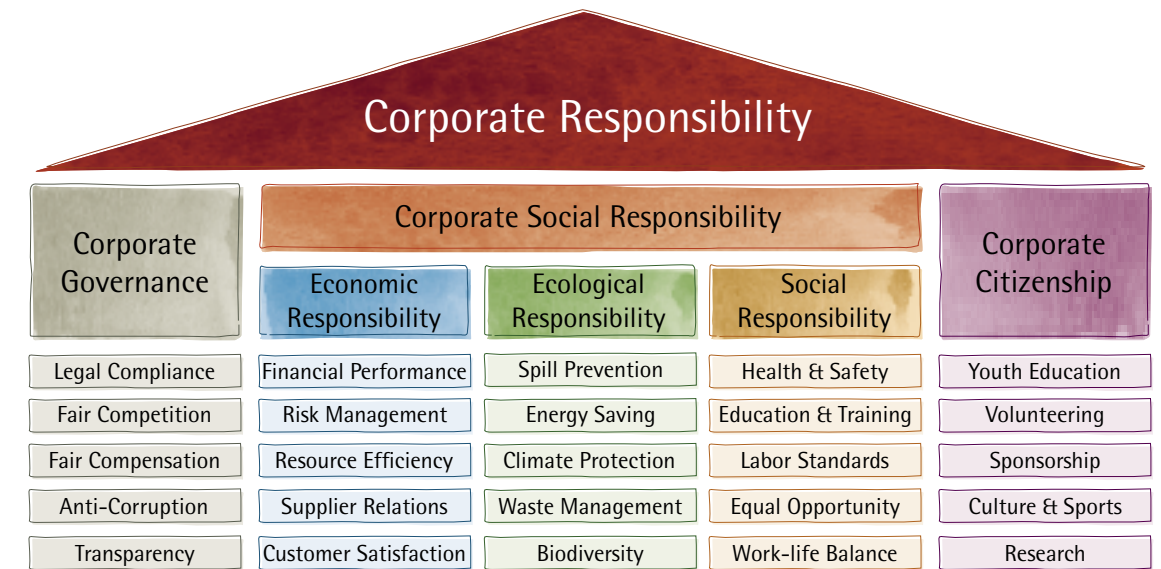 Corporate Responsibility
Corporate
Governance
Legal Compliance
Fair Competition
Fair Compensation
Anti-Corruption
Transparency
Corporate Social Responsibility
Economic
Responsibility
Financial Performance
Risk Management
Resource Efficiency
Supplier Relations
Customer Satisfaction
Ecological
Responsibility
Spill Prevention
Energy Saving
Climate Protection
Waste Management
Biodiversity
Social
Responsibility
Health & Safety
Education & Training
Labor Standards
Equal Opportunity
Work-life Balance
Corporate
Citizenship
Youth Education
Volunteering
Sponsorship
Culture & Sports
Research